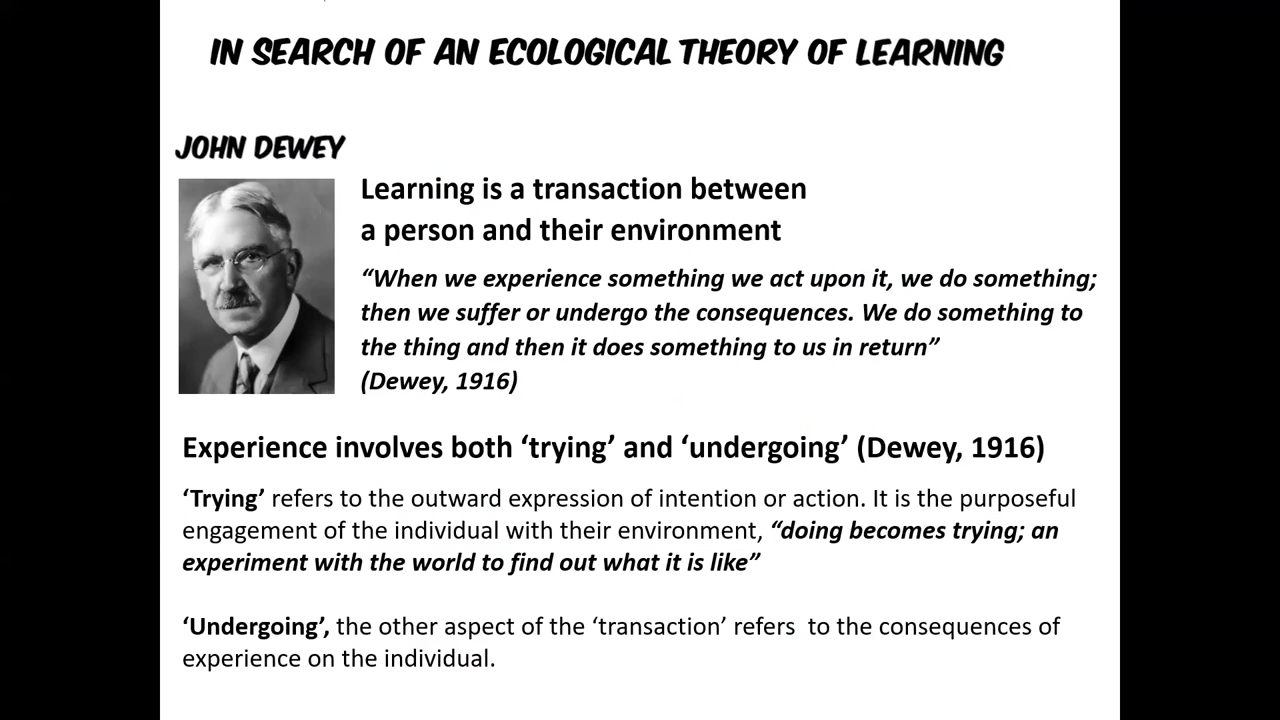 IN SEARCH OF AN ECOLOGICAL THEORY OF LEARNING
JOHN DEWEY
Learning is a transaction between
a person and their environment
“When we experience something we act upon it, we do something;
then we suffer or undergo the consequences. We do something to
the thing and then it does something to us in return”
(Dewey, 1916)
Experience involves both ‘trying’ and ‘undergoing’ (Dewey, 1916)
‘Trying’ refers to the outward expression of intention or action. It is the purposeful
engagement of the individual with their environment, “doing becomes trying; an
experiment with the world to find out what it is like”
‘Undergoing’, the other aspect of the ‘transaction’ refers  to the consequences of
experience on the individual.